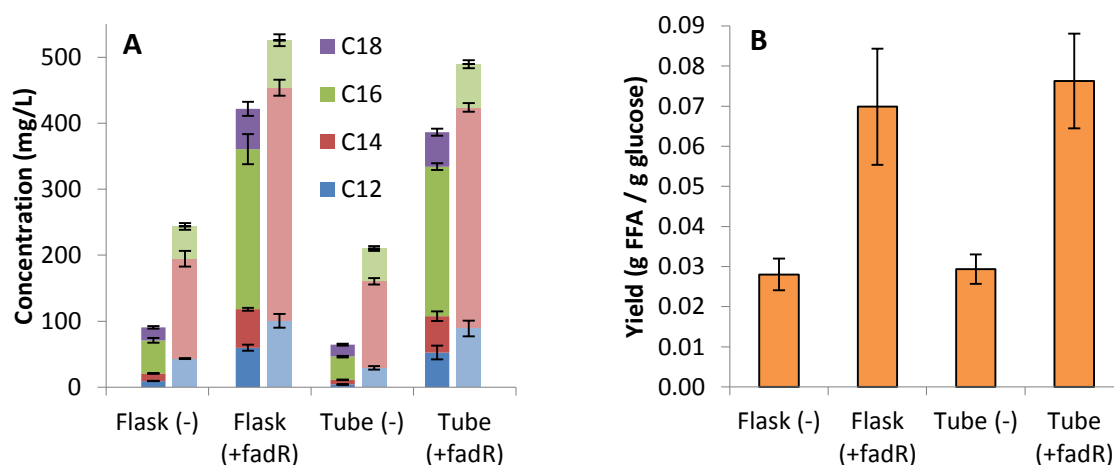 A
Concentration (mg/L)
500
400
300
200
100
0
C18
C16
C14
C12
Flask (-)
Flask
(+fadR)
Tube (-)
Tube
(+fadR)
B
Yield (g FFA / g glucose)
0.09
0.08
0.07
0.06
0.05
0.04
0.03
0.02
0.01
0.00
Flask (-)
Flask
(+fadR)
Tube (-)
Tube
(+fadR)